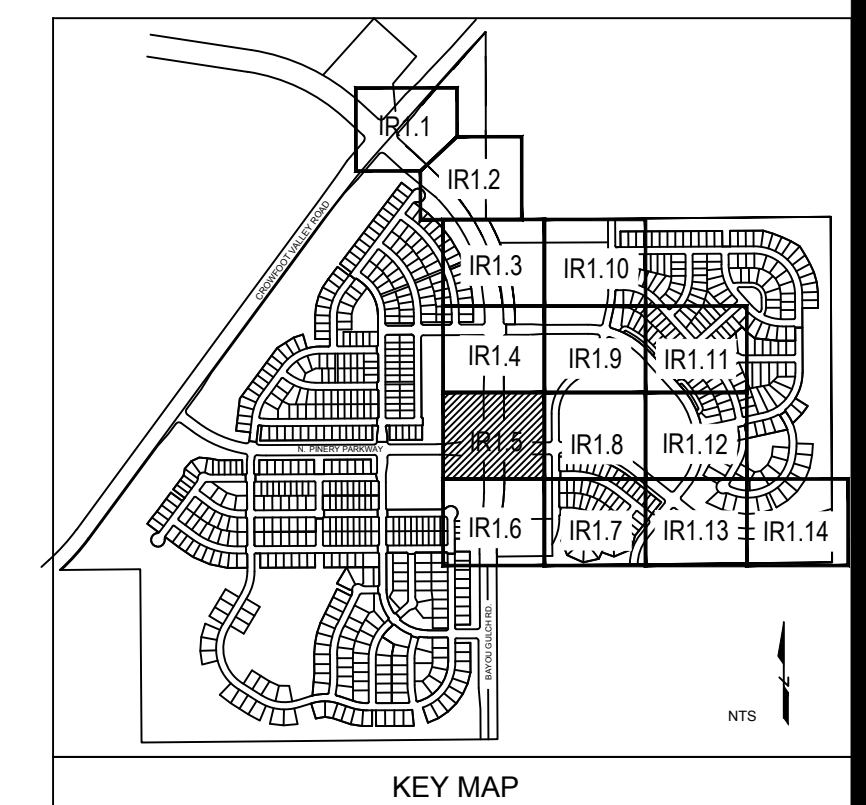 IR1.1
IR1.2
CROWFOOT VALLEY ROAD
IR1.3
IR1.10
IR1.4
IR1.9
IR1.11
N. PINERY PARKWAY
IR1.5
IR1.8
IR1.12
IR1.6
IR1.7
IR1.13
IR1.14
BAYOU GULCH RD.
N
NTS
KEY MAP